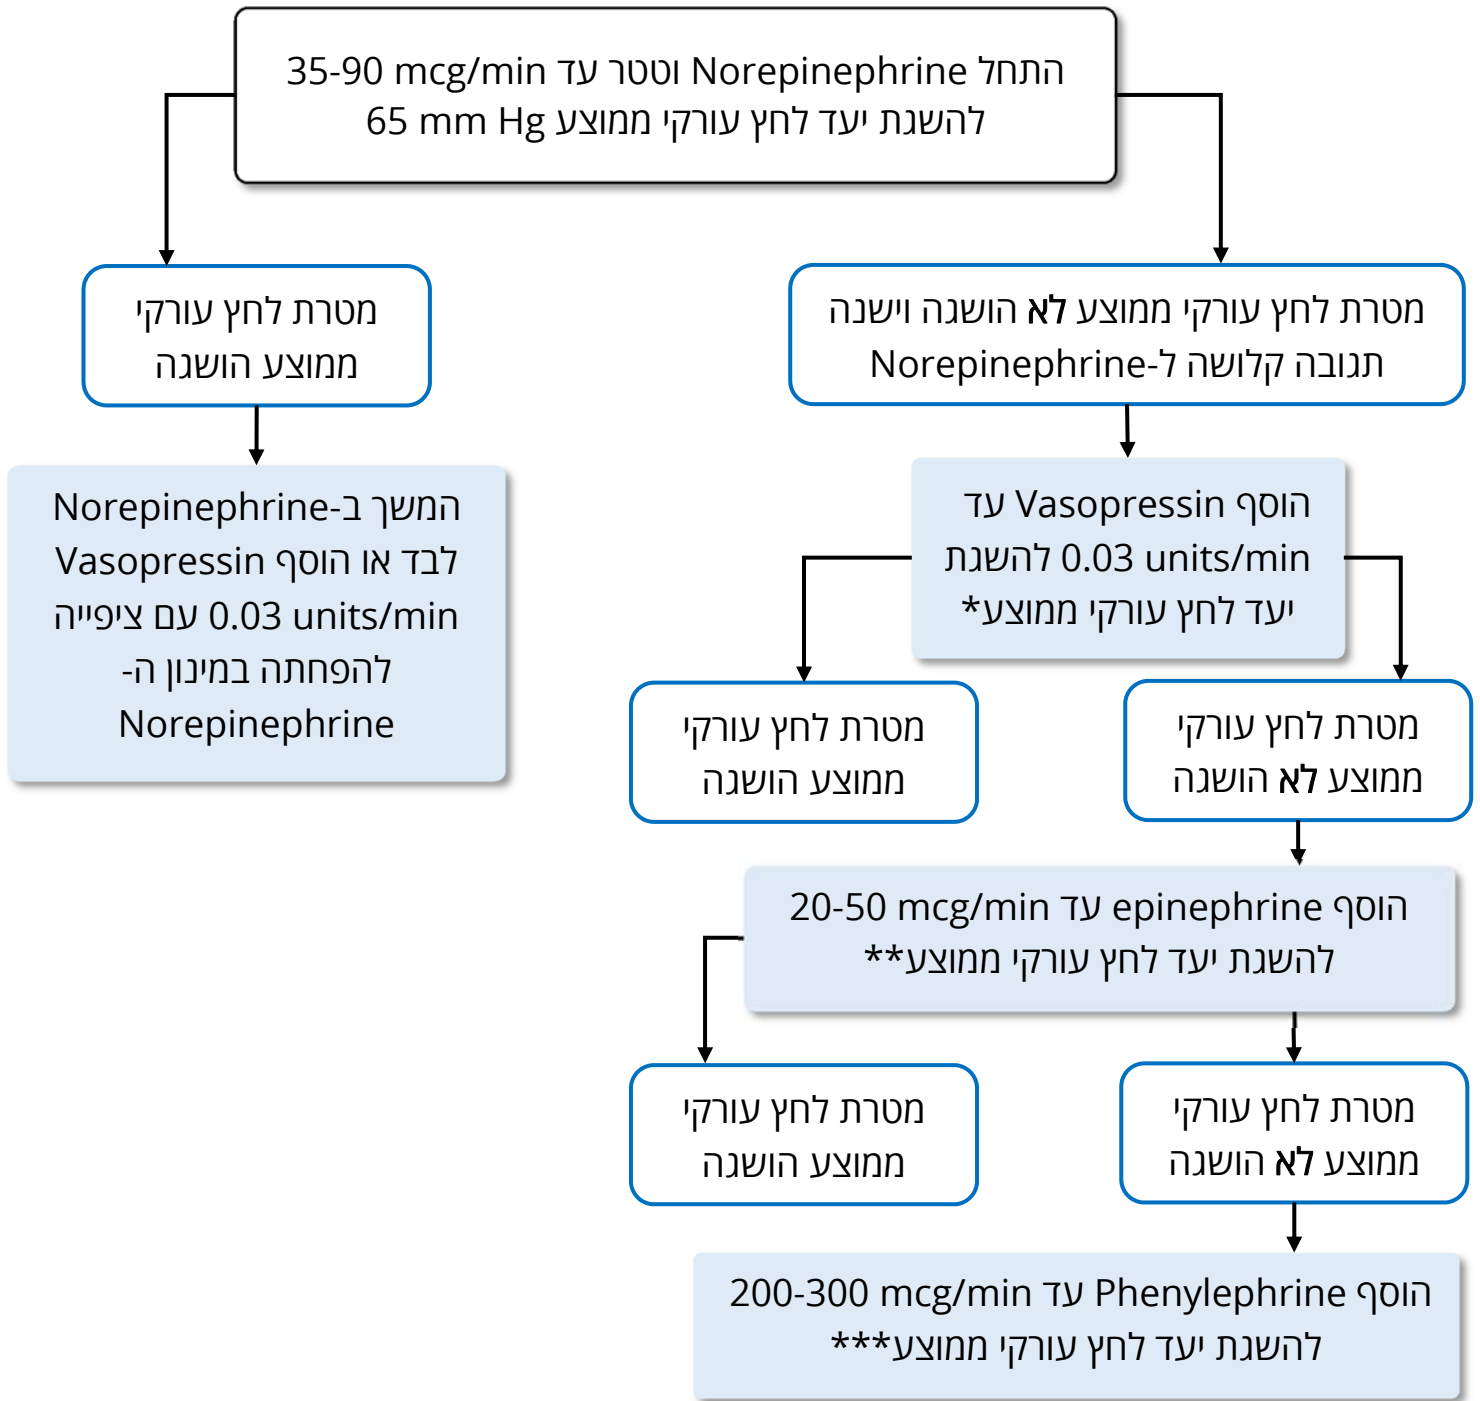 התחל Norepinephrine וטטר עד 35-90 mcg/min
להשגת יעד לחץ עורקי ממוצע 65 mm Hg
מטרת לחץ עורקי
ממוצע הושגה
המשך ב-Norepinephrine
לבד או הוסף Vasopressin
0.03 units/min עם ציפייה
להפחתה במינון ה-
Norepinephrine
מטרת לחץ עורקי ממוצע לא הושגה וישנה
תגובה קלושה ל-Norepinephrine
הוסף Vasopressin עד
0.03 units/min להשגת
יעד לחץ עורקי ממוצע*
מטרת לחץ עורקי
ממוצע הושגה
מטרת לחץ עורקי
ממוצע לא הושגה
הוסף epinephrine עד 20-50 mcg/min
להשגת יעד לחץ עורקי ממוצע**
מטרת לחץ עורקי
ממוצע הושגה
מטרת לחץ עורקי
ממוצע לא הושגה
הוסף Phenylephrine עד 200-300 mcg/min
להשגת יעד לחץ עורקי ממוצע***